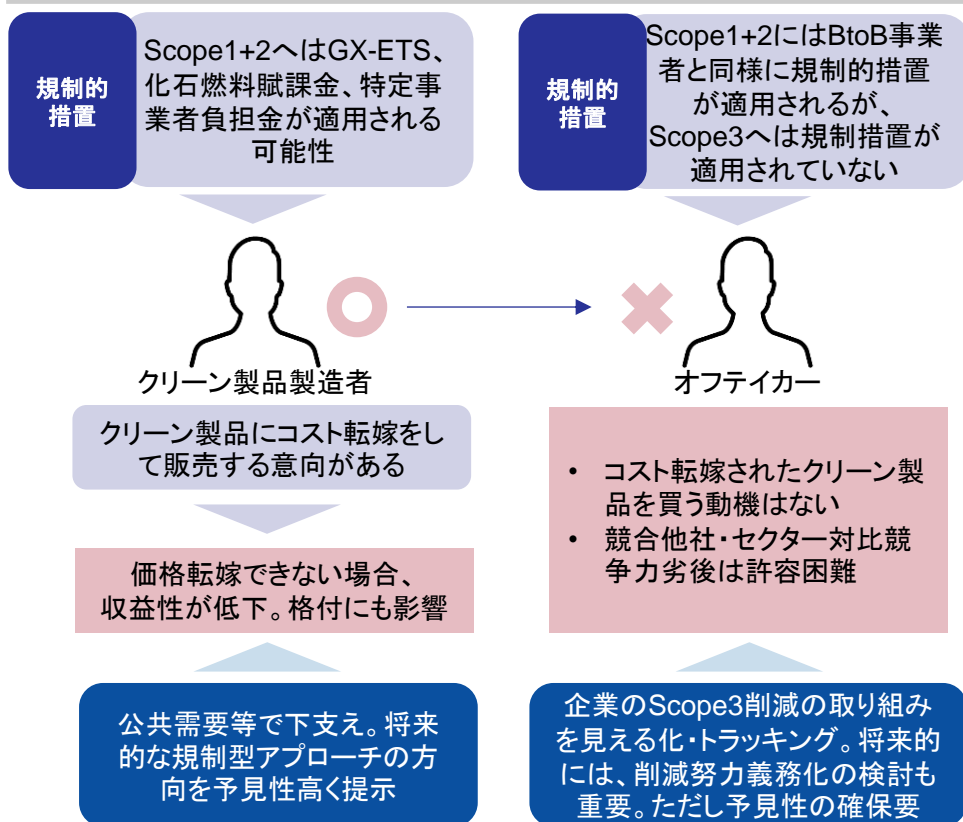 規制的
措置
Scope1+2へはGX-ETS、
化石燃料賦課金、特定事
業者負担金が適用される
可能性
規制的
措置
Scope1+2にはBtoB事業
者と同様に規制的措置
が適用されるが、
Scope3へは規制措置が
適用されていない
クリーン製品製造者
オフテイカー
クリーン製品にコスト転嫁をし
て販売する意向がある
価格転嫁できない場合、
収益性が低下。格付にも影響
• コスト転嫁されたクリーン製
品を買う動機はない
• 競合他社・セクター対比競
争力劣後は許容困難
公共需要等で下支え。将来
的な規制型アプローチの方
向を予見性高く提示
企業のScope3削減の取り組み
を見える化・トラッキング。将来的
には、削減努力義務化の検討も
重要。ただし予見性の確保要